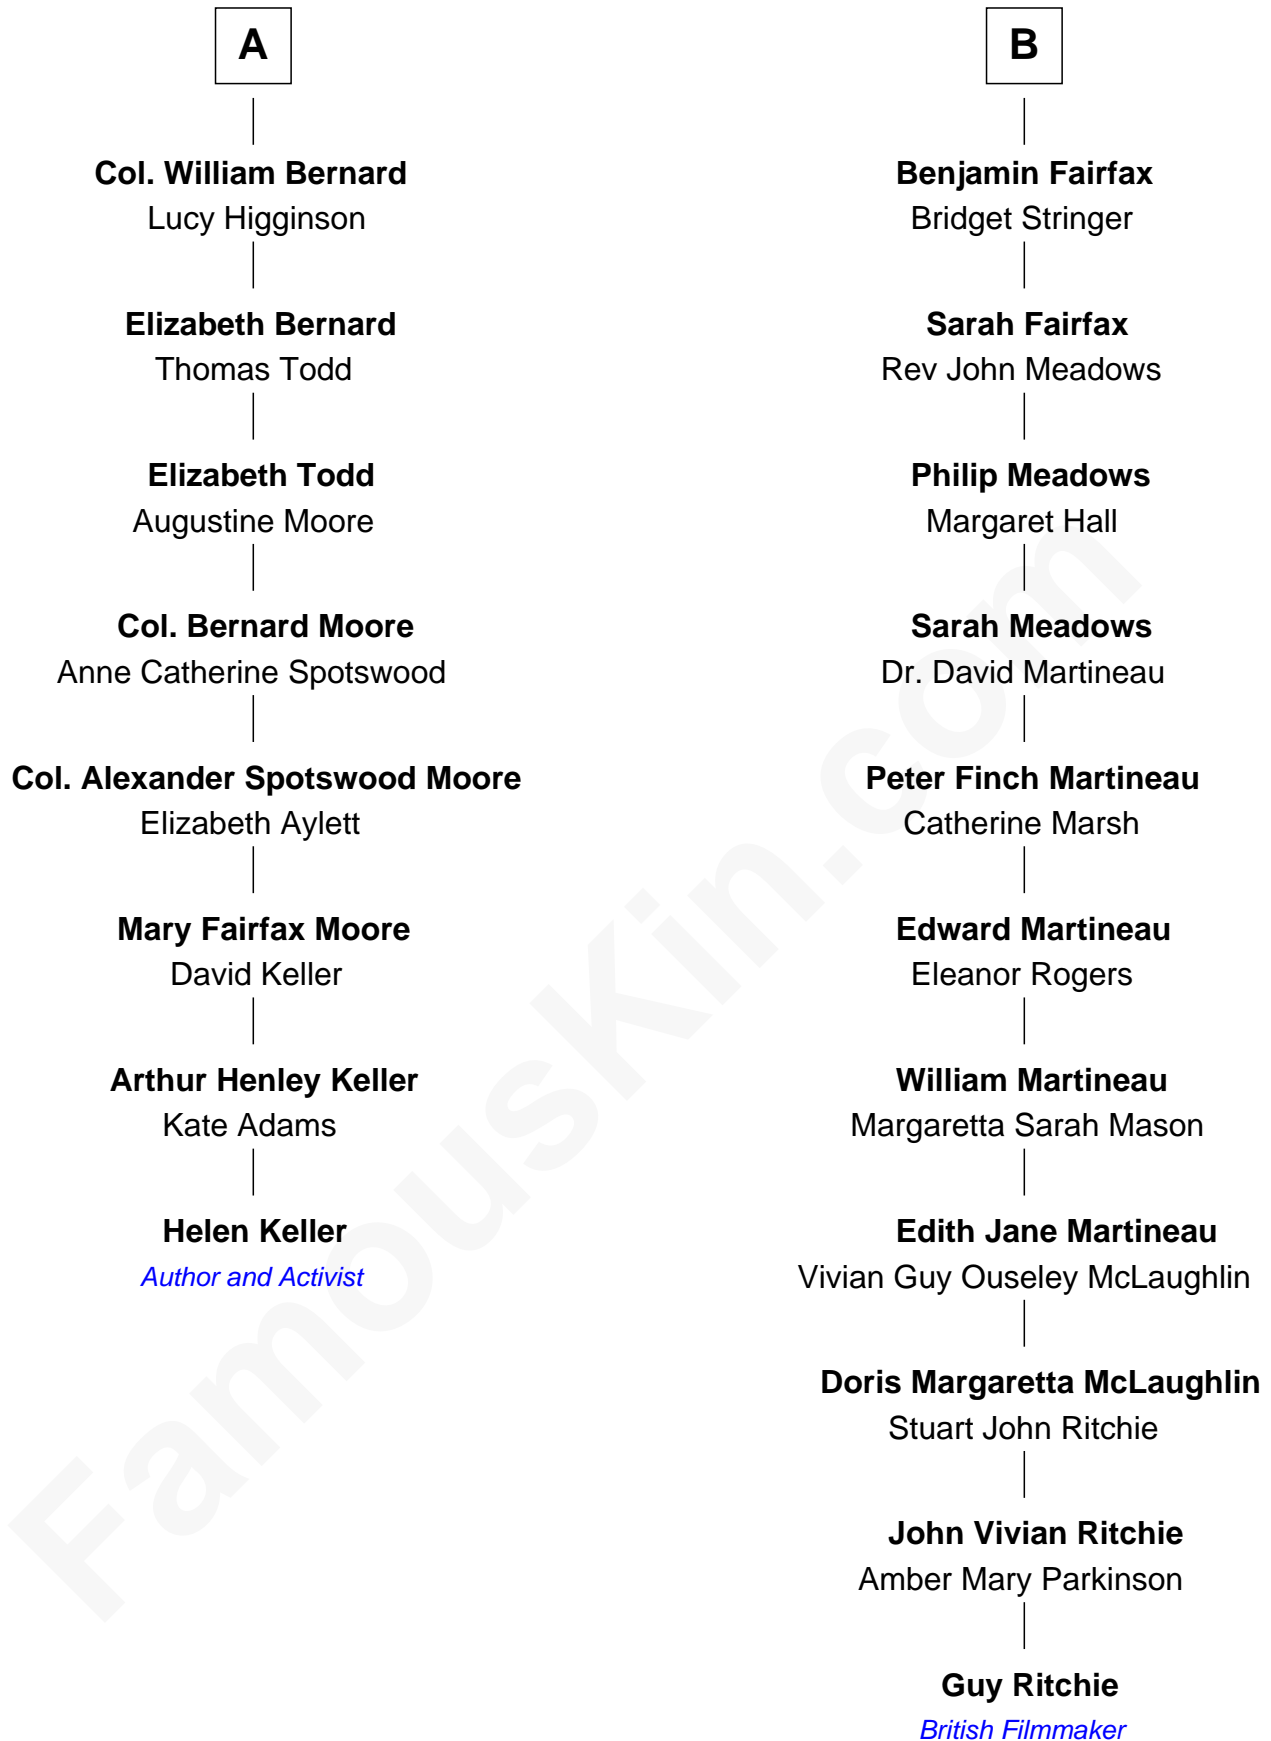 A
Col. William Bernard
Lucy Higginson
Elizabeth Bernard
Thomas Todd
Elizabeth Todd
Augustine Moore
Col. Bernard Moore
Anne Catherine Spotswood
Col. Alexander Spotswood Moore
Elizabeth Aylett
Mary Fairfax Moore
David Keller
Arthur Henley Keller
Kate Adams
Helen Keller
Author and Activist
B
Benjamin Fairfax
Bridget Stringer
Sarah Fairfax
Rev John Meadows
Philip Meadows
Margaret Hall
Sarah Meadows
Dr. David Martineau
Peter Finch Martineau
Catherine Marsh
Edward Martineau
Eleanor Rogers
William Martineau
Margaretta Sarah Mason
Edith Jane Martineau
Vivian Guy Ouseley McLaughlin
Doris Margaretta McLaughlin
Stuart John Ritchie
John Vivian Ritchie
Amber Mary Parkinson
Guy Ritchie
British Filmmaker
FamousKin.com